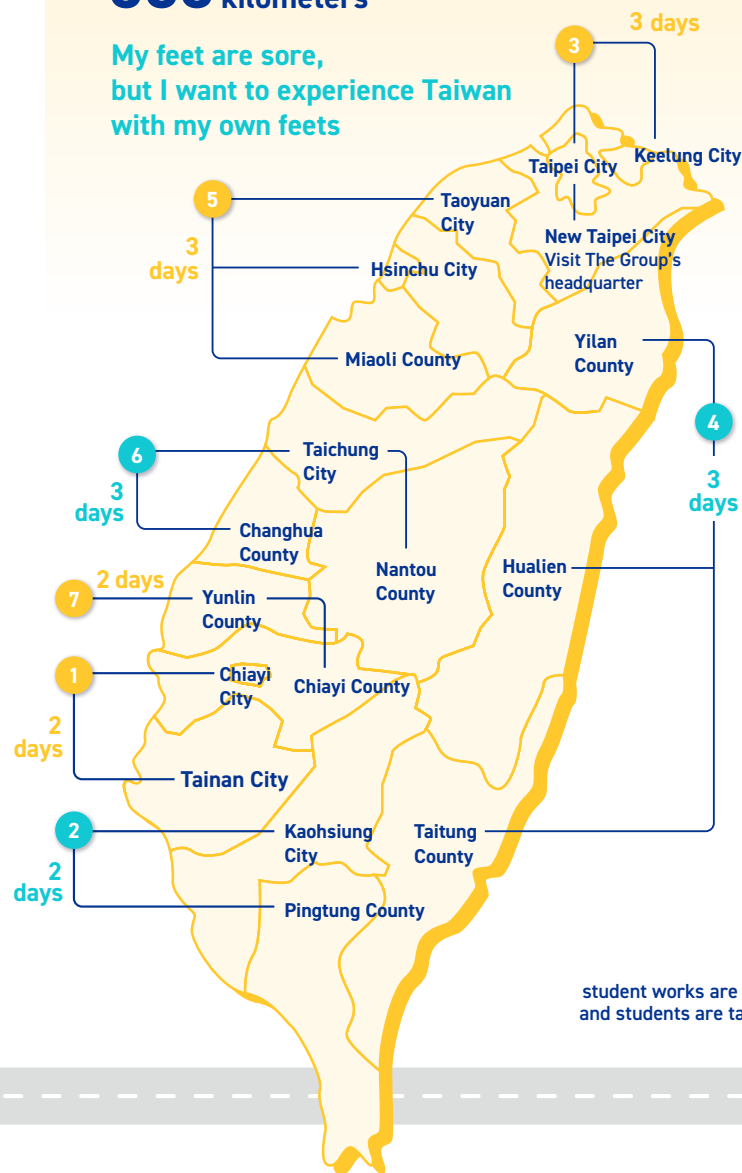 kilometers
My feet are sore,
but I want to experience Taiwan
with my own feets
3
3 days
Taipei City
Keelung City
New Taipei City
Visit The Group's
headquarter
5
3
days
Taoyuan
City
Hsinchu City
Miaoli County
Yilan
County
4
3
days
Hualien
County
Taitung
County
6
3
days
Taichung
City
Changhua
County
Nantou
County
7
2 days
Yunlin
County
Chiayi County
1
2
days
Chiayi
City
Tainan City
2
2
days
Kaohsiung
City
Pingtung County
student works are
and students are ta